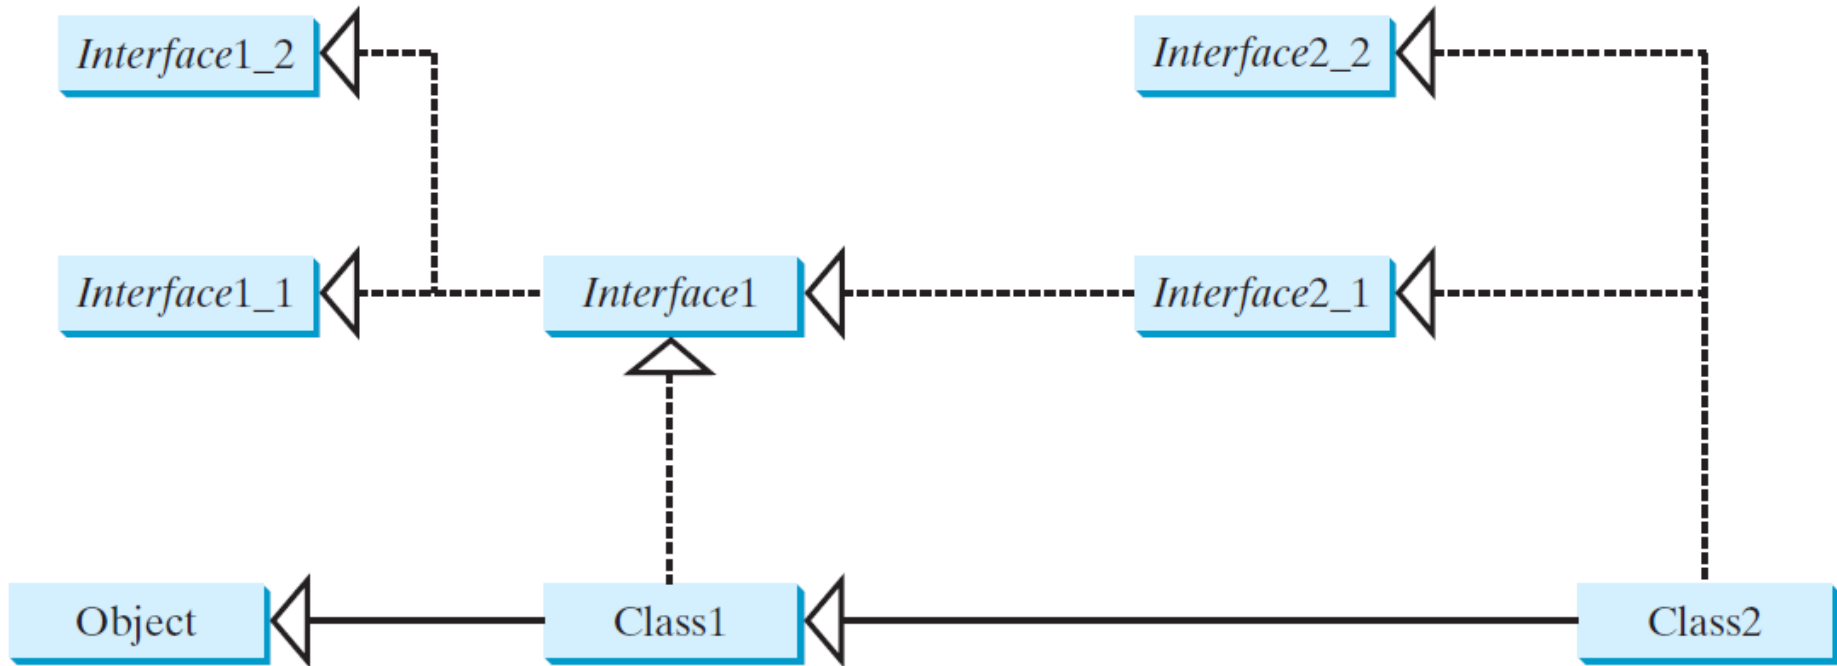 Interface1_2
Interface2_2
Interface1_1
Interface1
Interface2_1
Object
Class1
Class2